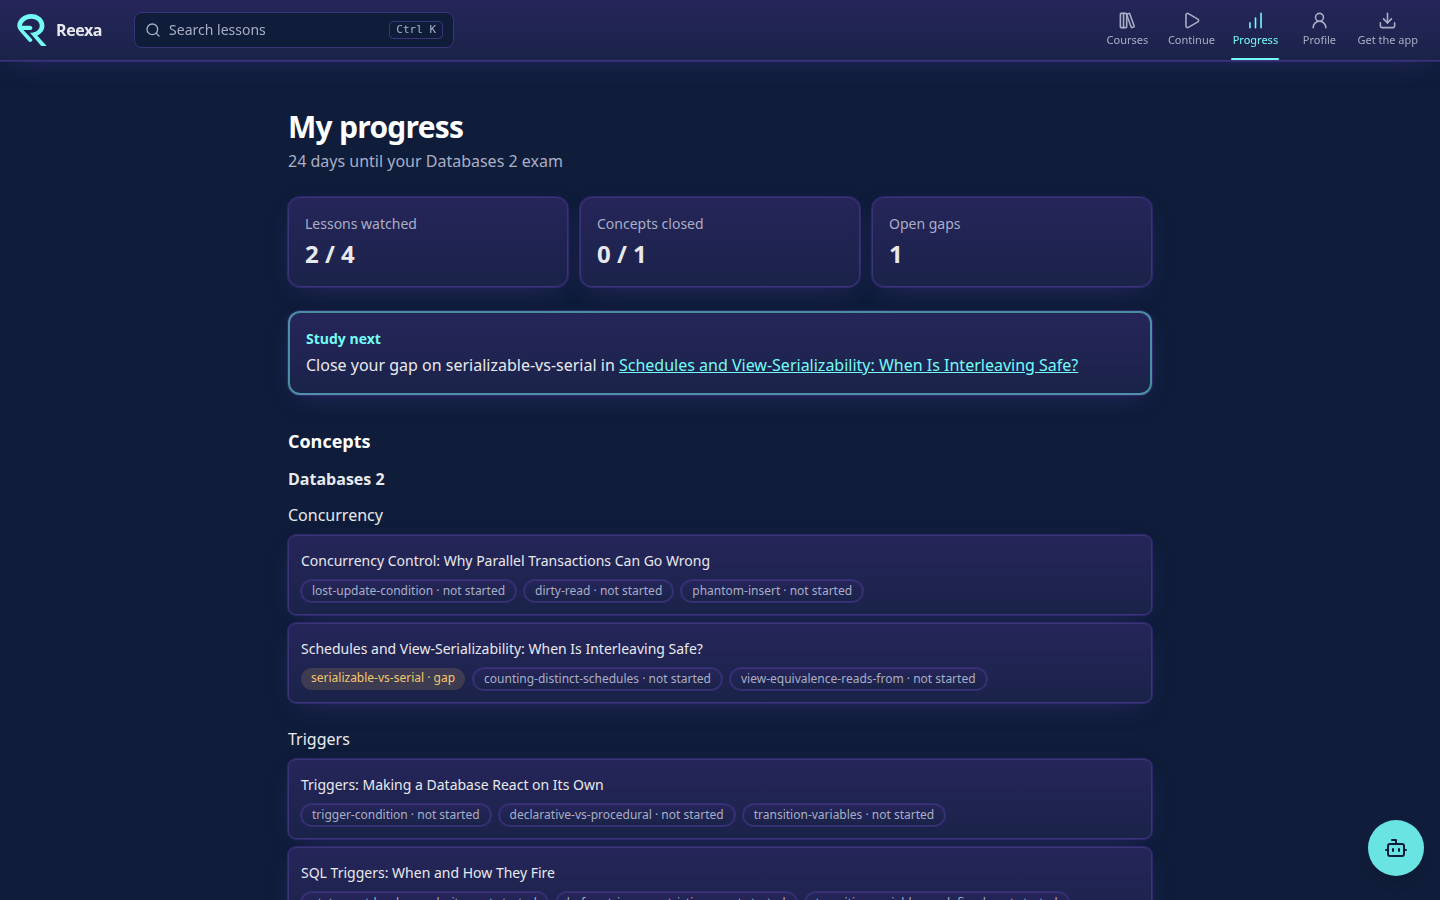 Reexa
Search lessons
Ctrl K
Courses
Continue
Progress
Profile
Get the app
My progress
24 days until your Databases 2 exam
Lessons watched
2 / 4
Concepts closed
0 / 1
Open gaps
1
Study next
Close your gap on serializable-vs-serial in Schedules and View-Serializability: When Is Interleaving Safe?
Concepts
Databases 2
Concurrency
Concurrency Control: Why Parallel Transactions Can Go Wrong
lost-update-condition · not started
dirty-read · not started
phantom-insert · not started
Schedules and View-Serializability: When Is Interleaving Safe?
serializable-vs-serial · gap
counting-distinct-schedules · not started
view-equivalence-reads-from · not started
Triggers
Triggers: Making a Database React on Its Own
trigger-condition · not started
declarative-vs-procedural · not started
transition-variables · not started
SQL Triggers: When and How They Fire